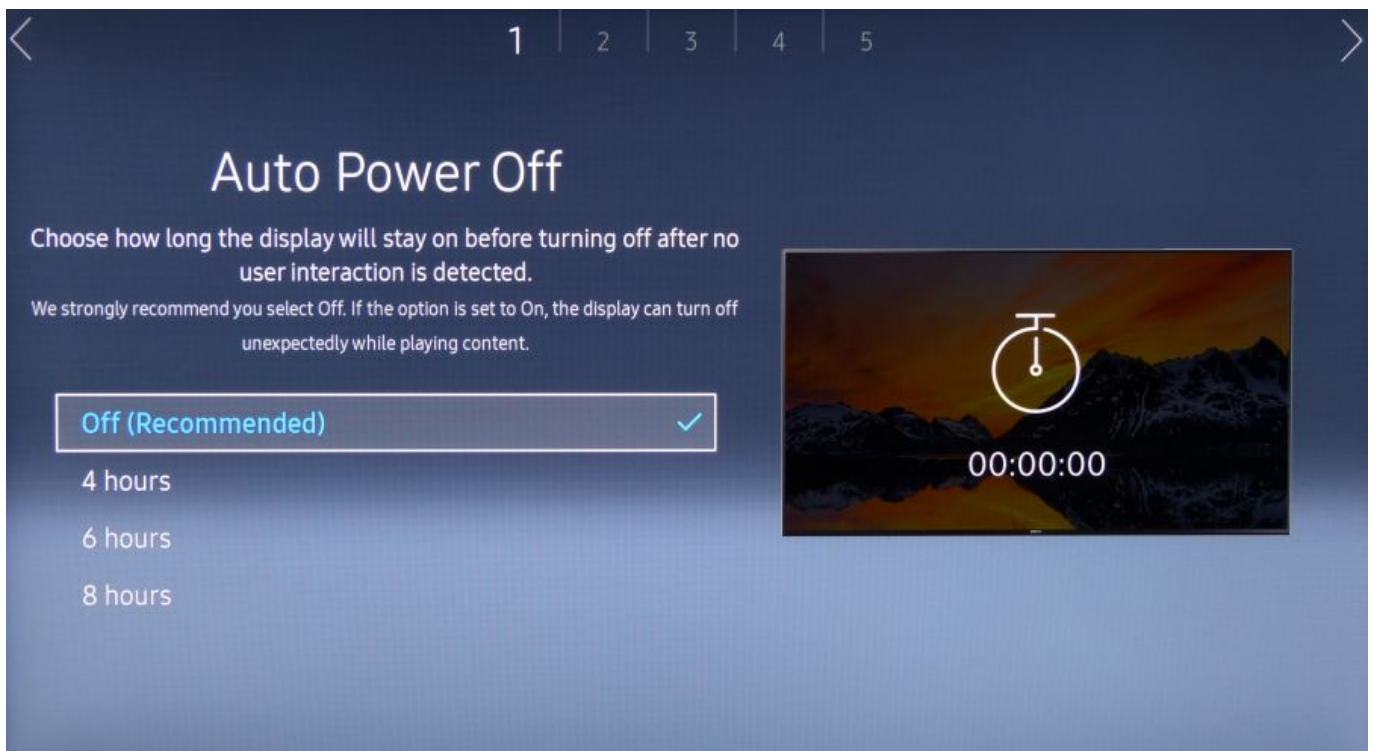 1 | 2 | 3 | 4 | 5
Auto Power Off
Choose how long the display will stay on before turning off after no
user interaction is detected.
We strongly recommend you select Off. If the option is set to On, the display can turn off
unexpectedly while playing content.
Off (Recommended)
4 hours
6 hours
8 hours
00:00:00